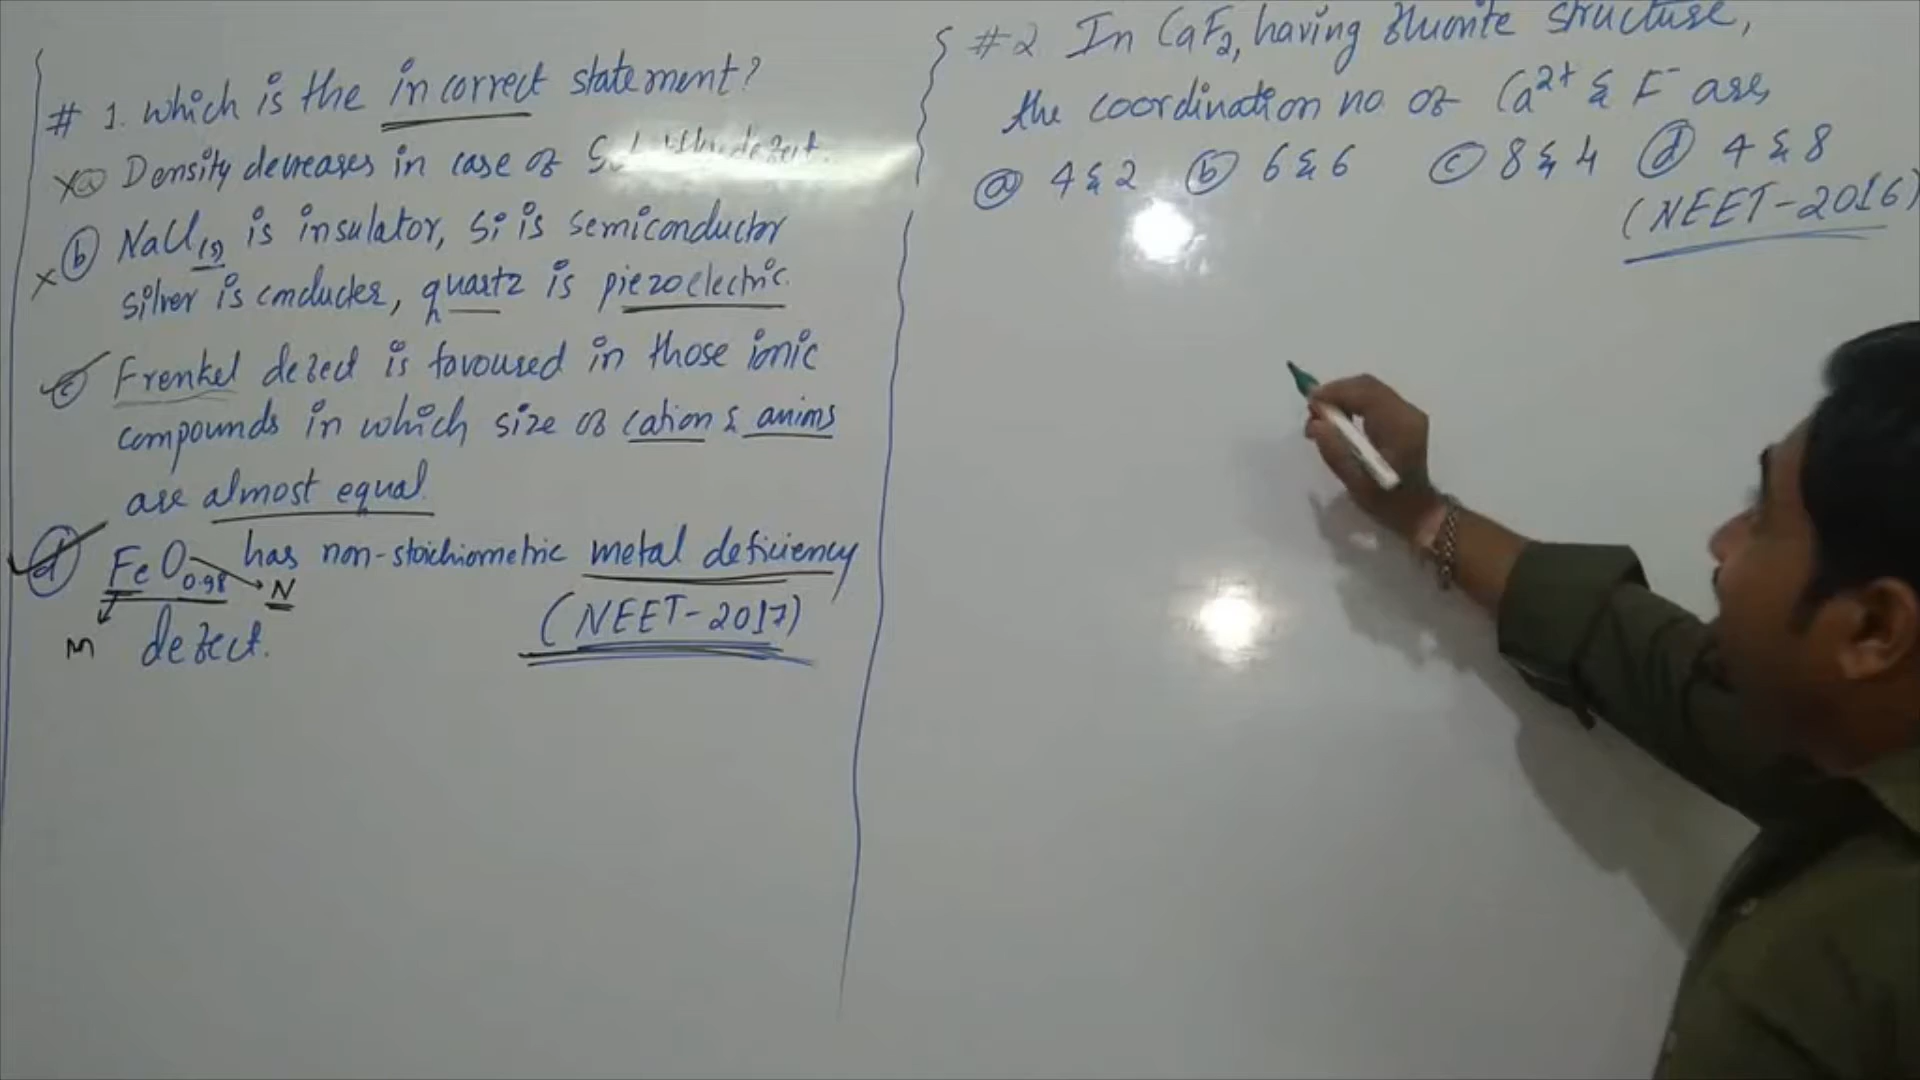 # 1. Which is the incorrect statement?
(a) Density decreases in case of defect.
(b) NaCl(s) is insulator, Si is semiconductor
silver is conductor, quartz is piezoelectric.
(c) Frenkel defect is favoured in those ionic
compounds in which size of cation & anions
are almost equal.
(d) FeO0.98 has non-stoichiometric metal deficiency
N
M defect.
(NEET-2017)
#2 In CaF2, having fluorite structure,
the coordination no. of Ca2+ & F- are
(a) 4 & 2 (b) 6 & 6 (c) 8 & 4 (d) 4 & 8
(NEET-2016)